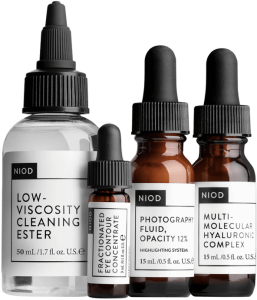 NIOD
LOW-
VISCOSITY
CLEANING
ESTER
50 mL/1.7 fl. oz. U.S.℮
FRACTIONATED
EYE CONTOUR
CONCENTRATE
NIOD
PHOTOGRAPHY
FLUID,
OPACITY 12%
HIGHLIGHTING SYSTEM
15 mL/0.5 fl. oz. U.S.℮
NIOD
MULTI-
MOLECULAR
HYALURONIC
COMPLEX
15 mL/0.5 fl. oz. U.S.℮